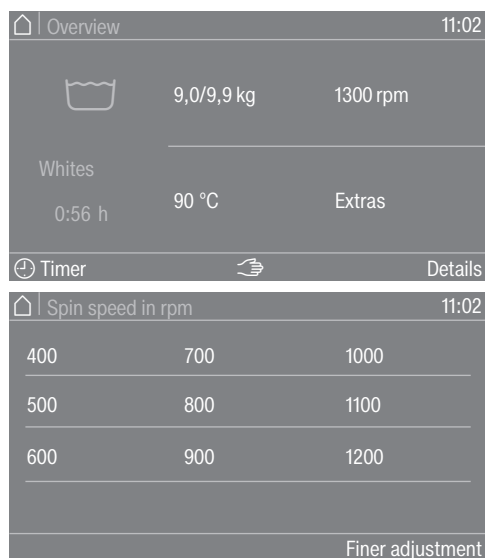 Overview 11:02
9,0/9,9 kg 1300 rpm
Whites
0:56 h
90 °C Extras
Timer Details
Spin speed in rpm 11:02
400 700 1000
500 800 1100
600 900 1200
Finer adjustment